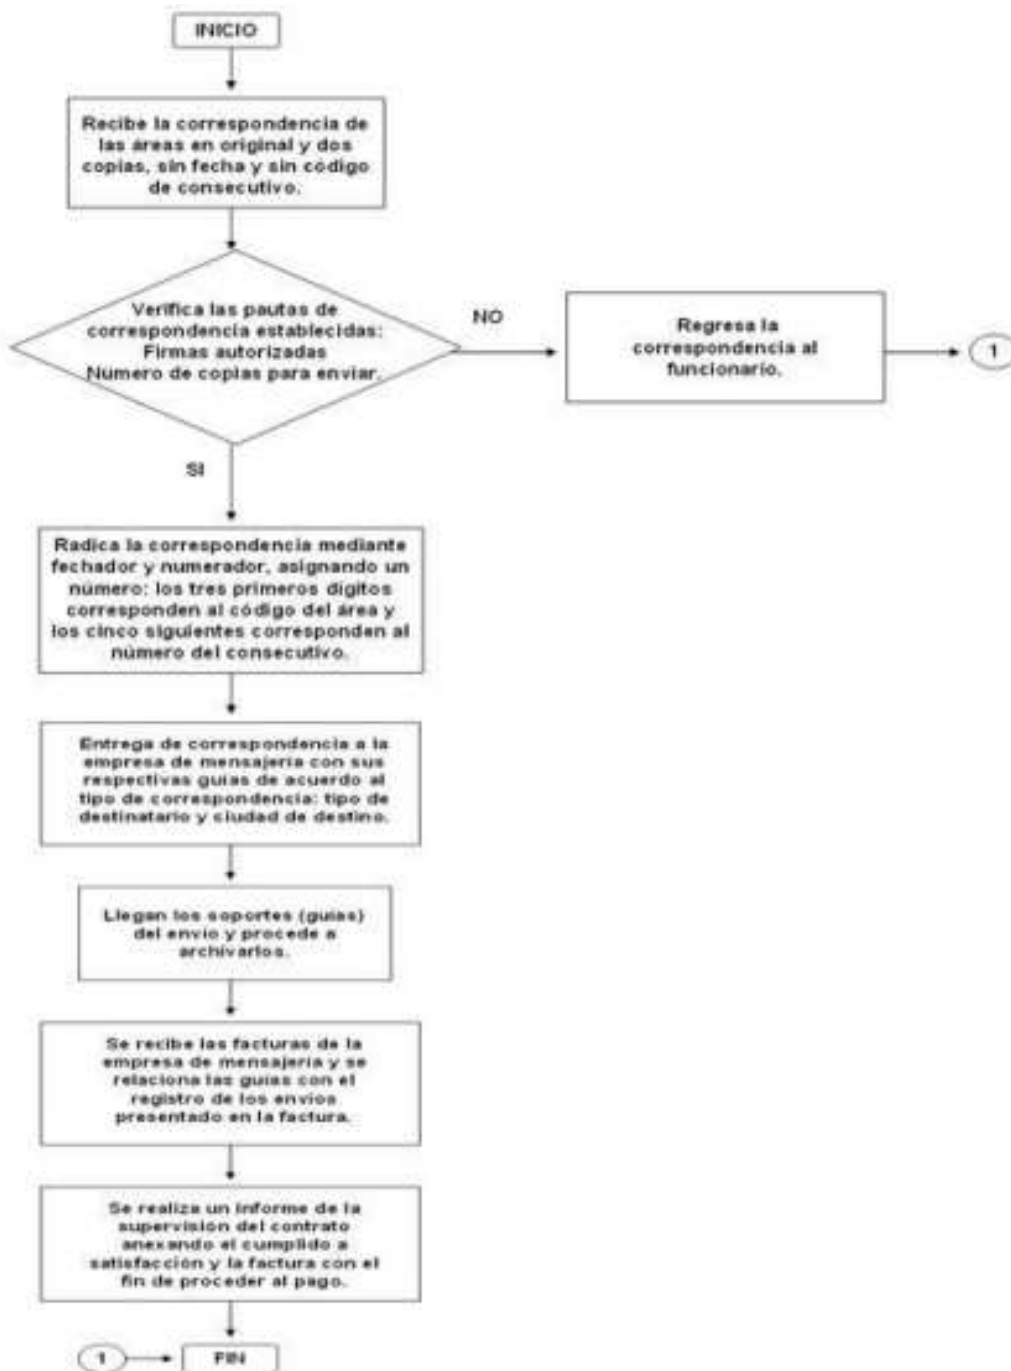 INICIO
Recibe la correspondencia de
las áreas en original y dos
copias, sin fecha y sin código
de consecutivo.
Verifica las pautas de
correspondencia establecidas:
Firmas autorizadas
Número de copias para enviar.
NO
Regresa la
correspondencia al
funcionario.
1
SI
Radica la correspondencia mediante
fechador y numerador, asignando un
número: los tres primeros dígitos
corresponden al código del área y
los cinco siguientes corresponden al
número del consecutivo.
Entrega de correspondencia a la
empresa de mensajería con sus
respectivas guías de acuerdo al
tipo de correspondencia: tipo de
destinatario y ciudad de destino.
Llegan los soportes (guías)
del envío y procede a
archivarlos.
Se recibe las facturas de la
empresa de mensajería y se
relaciona las guías con el
registro de los envíos
presentado en la factura.
Se realiza un informe de la
supervisión del contrato
anexando el cumplido a
satisfacción y la factura con el
fin de proceder al pago.
1
FIN